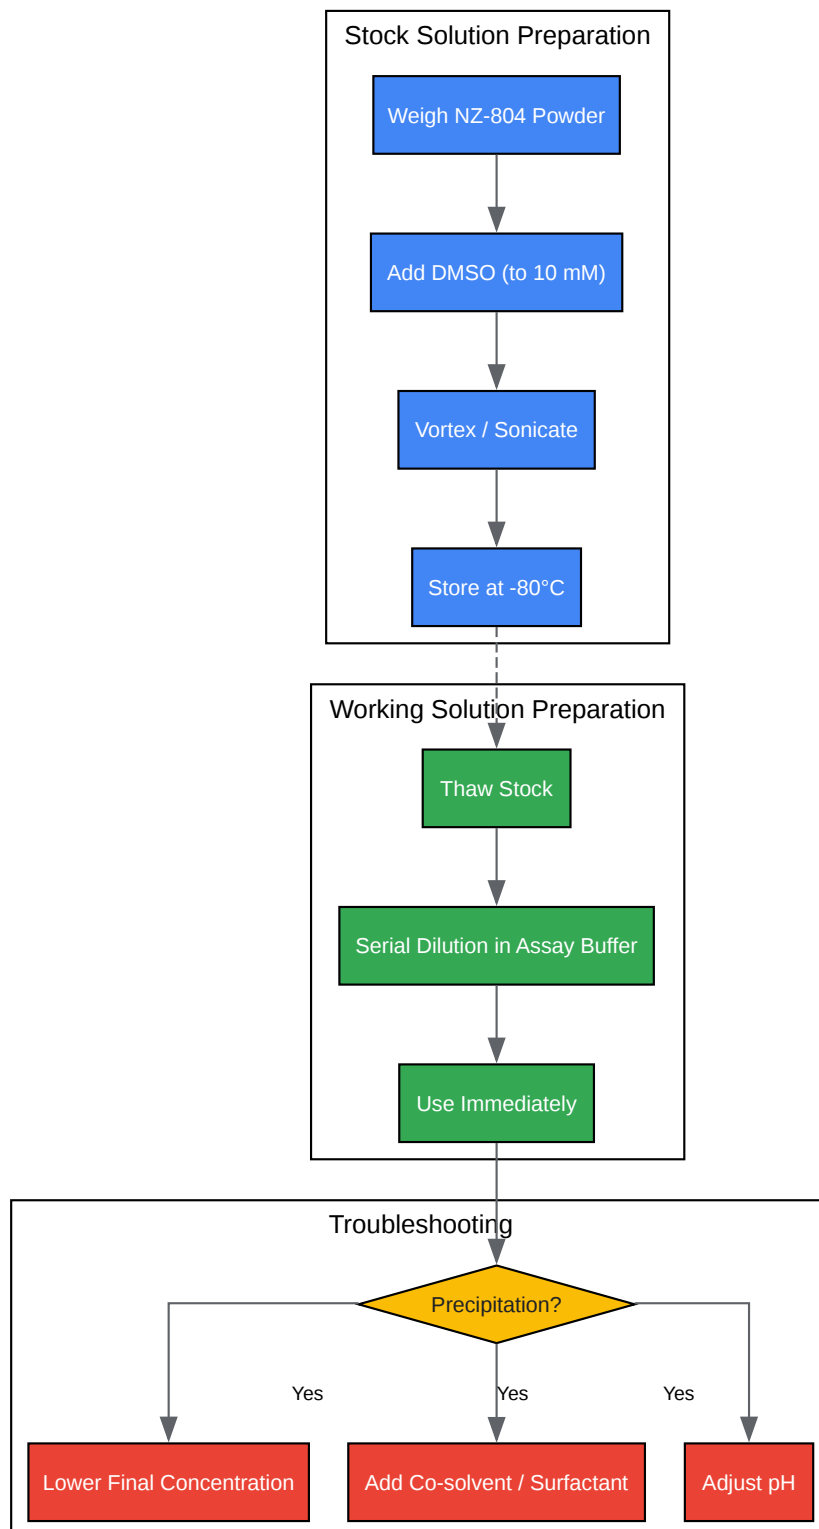 Stock Solution Preparation
Weigh NZ-804 Powder
Add DMSO (to 10 mM)
Vortex / Sonicate
Store at -80°C
Working Solution Preparation
Thaw Stock
Serial Dilution in Assay Buffer
Use Immediately
Troubleshooting
Precipitation?
Yes
Yes
Yes
Lower Final Concentration
Add Co-solvent / Surfactant
Adjust pH